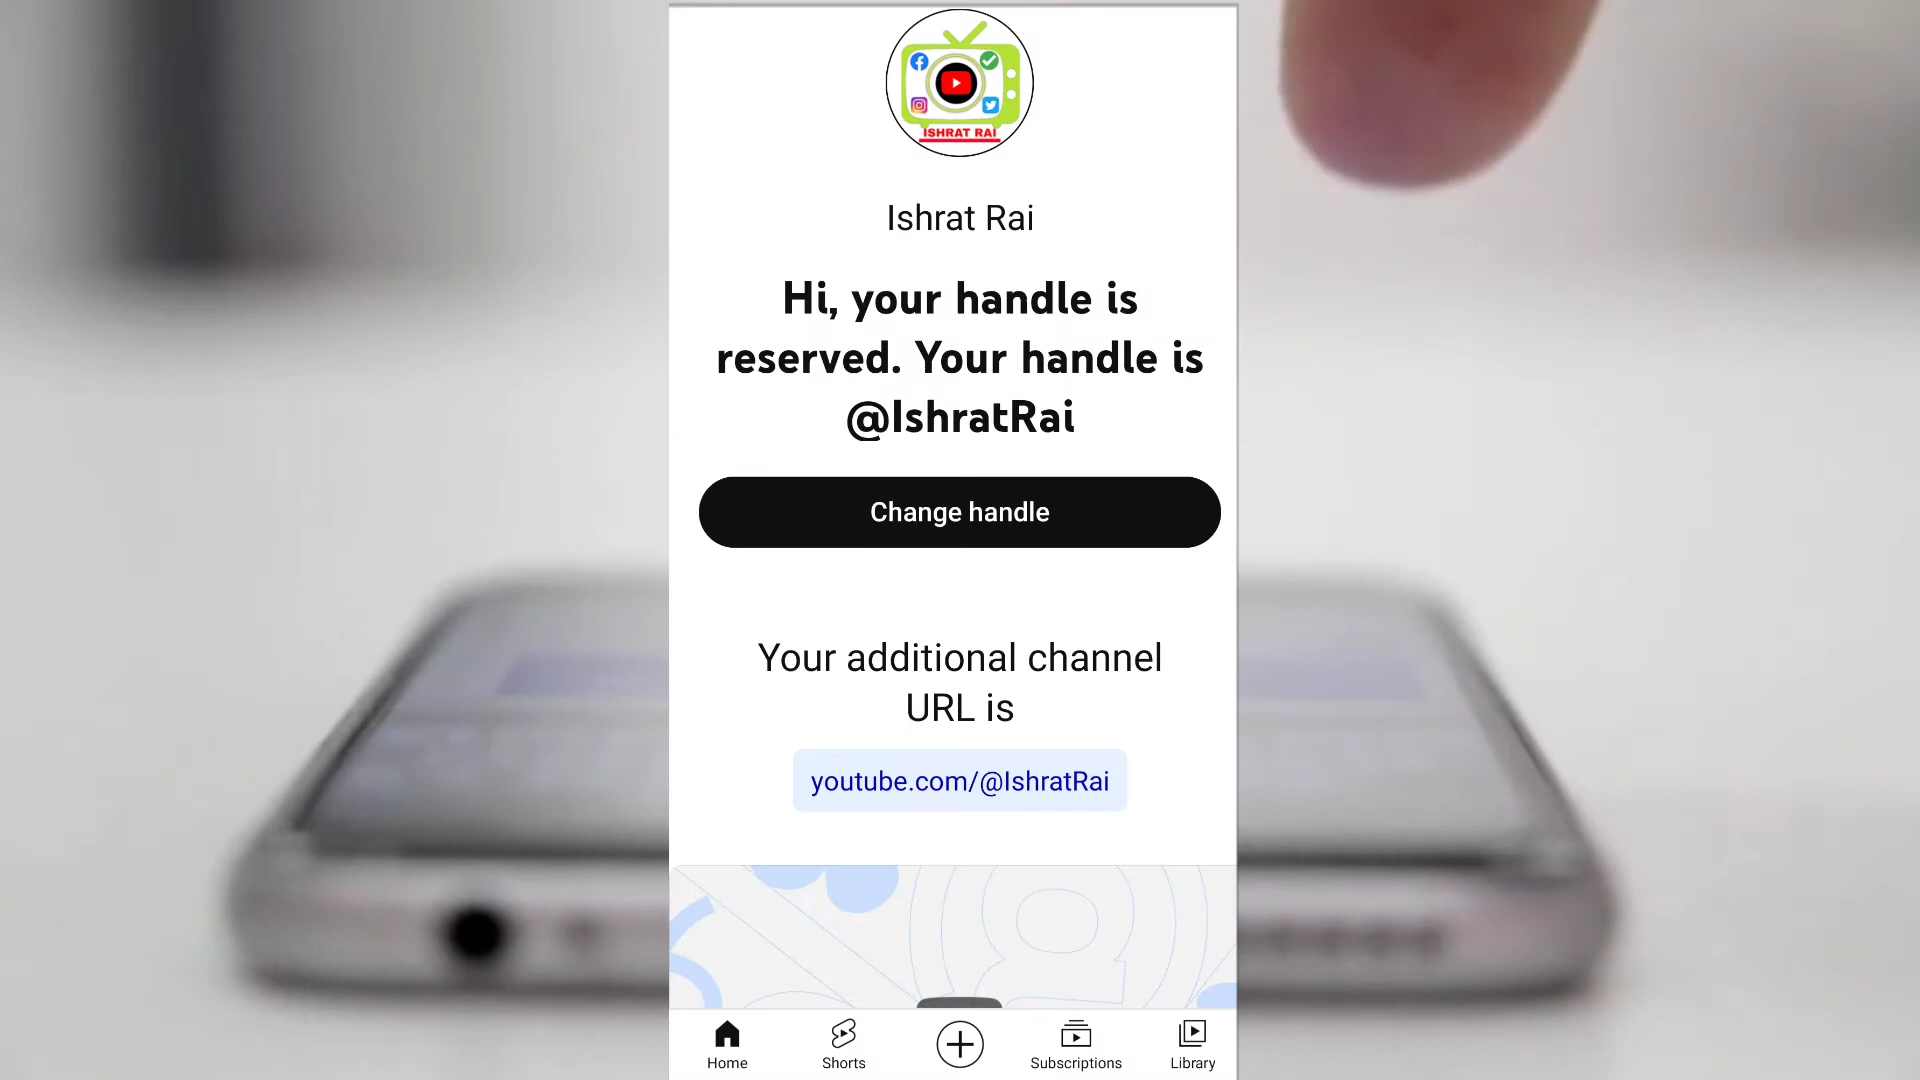 ISHRAT RAI
Ishrat Rai
Hi, your handle is
reserved. Your handle is
@IshratRai
Change handle
Your additional channel
URL is
youtube.com/@IshratRai
Home
Shorts
Subscriptions
Library